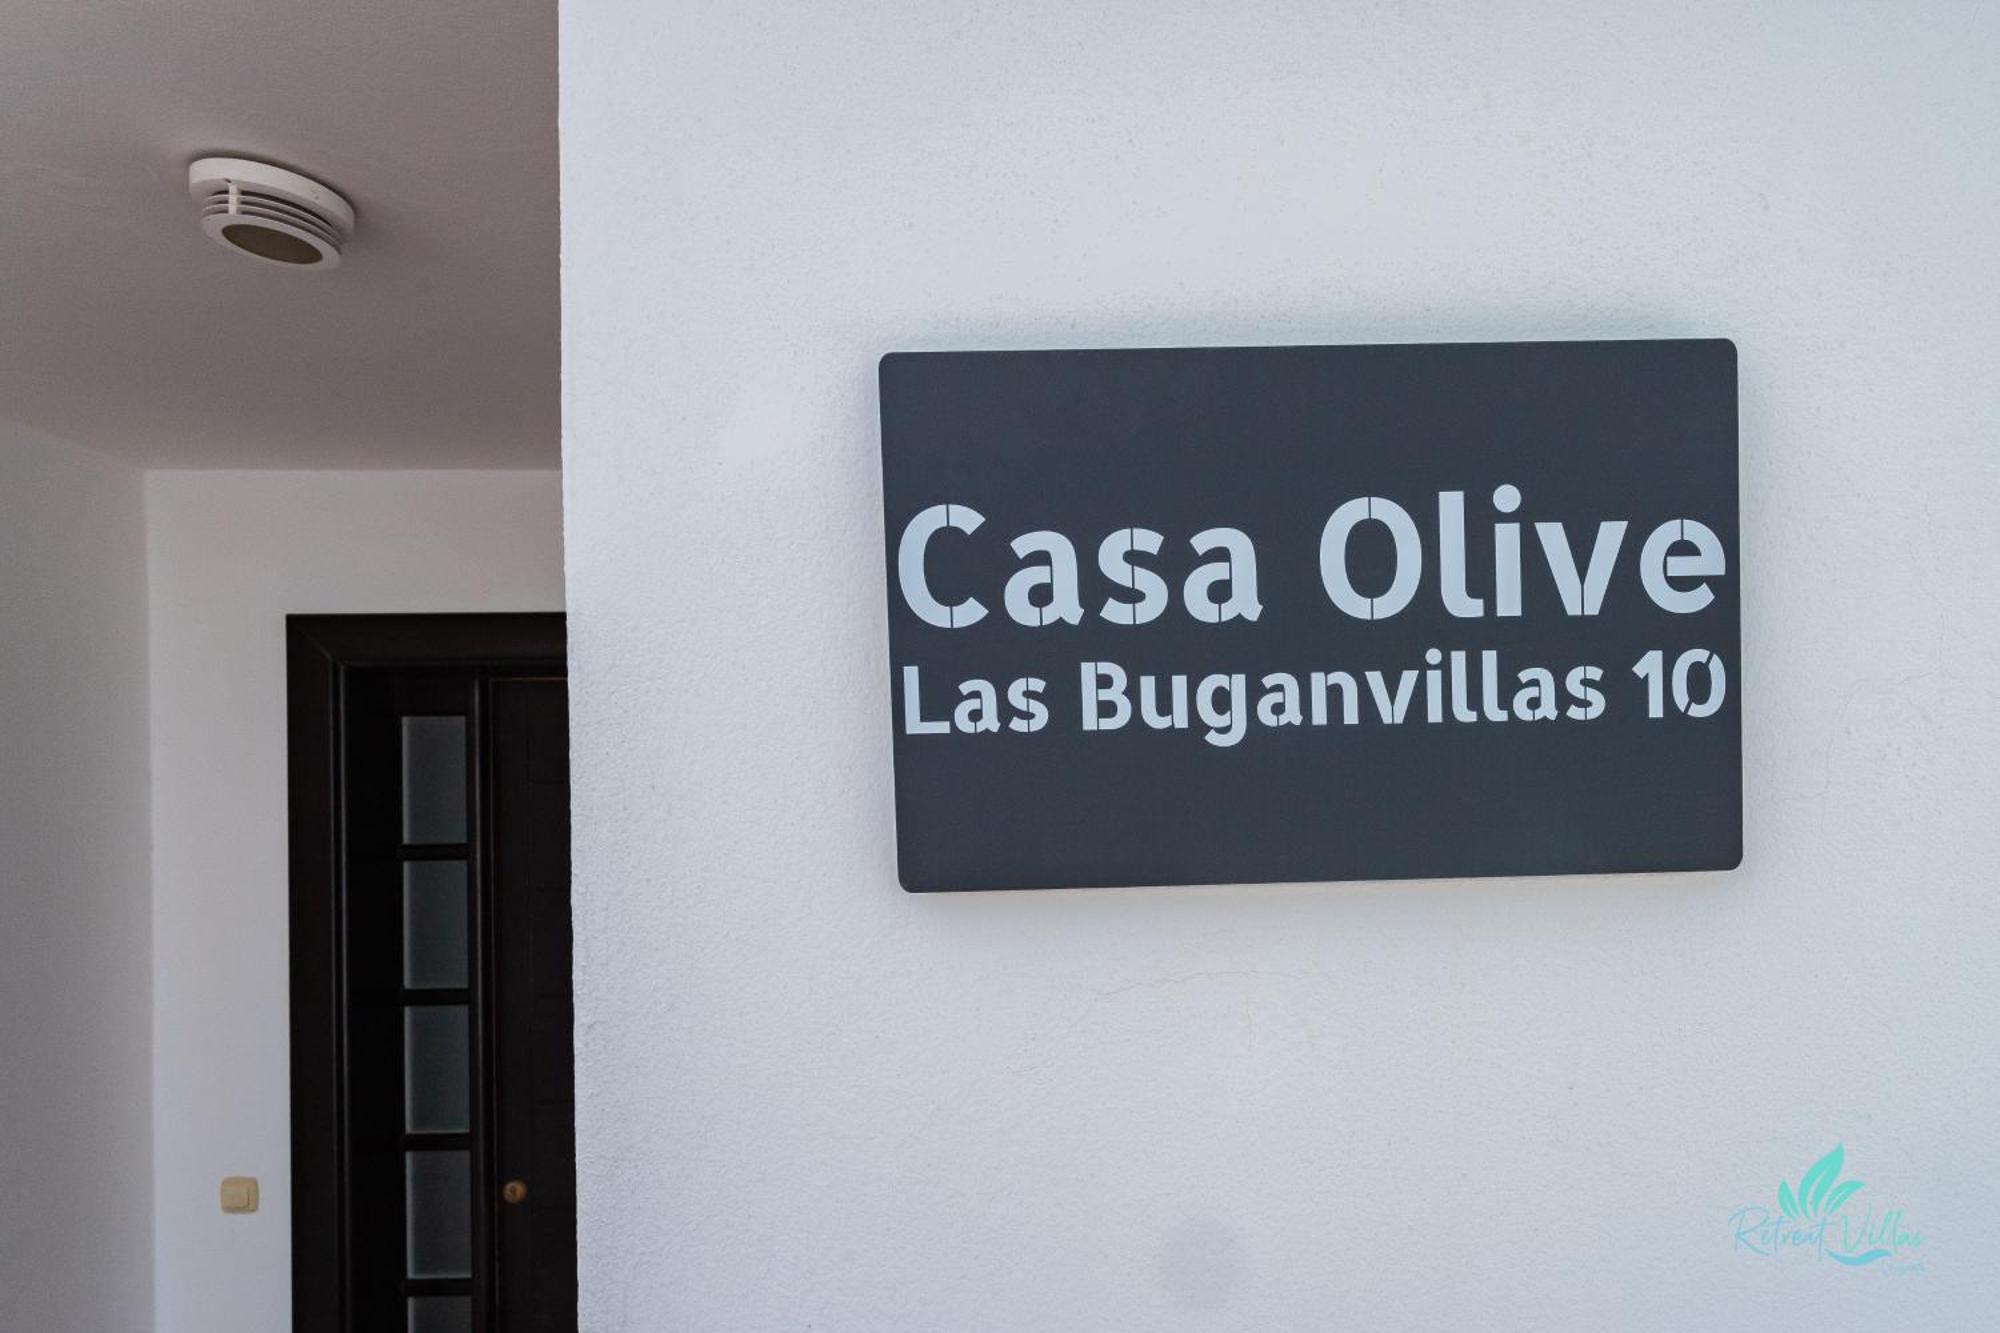 Casa Olive
Las Buganvillas 10
Retreat Villas